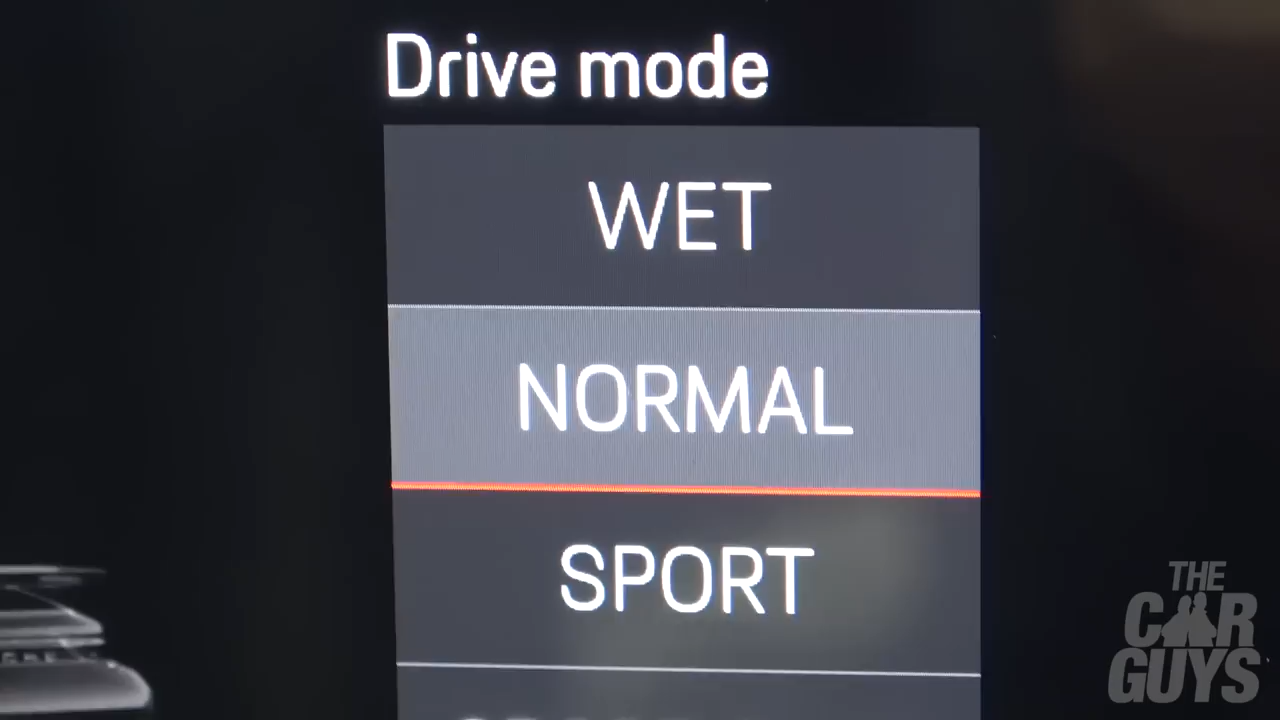 Drive mode
WET
NORMAL
SPORT
THE
CAR
GUYS